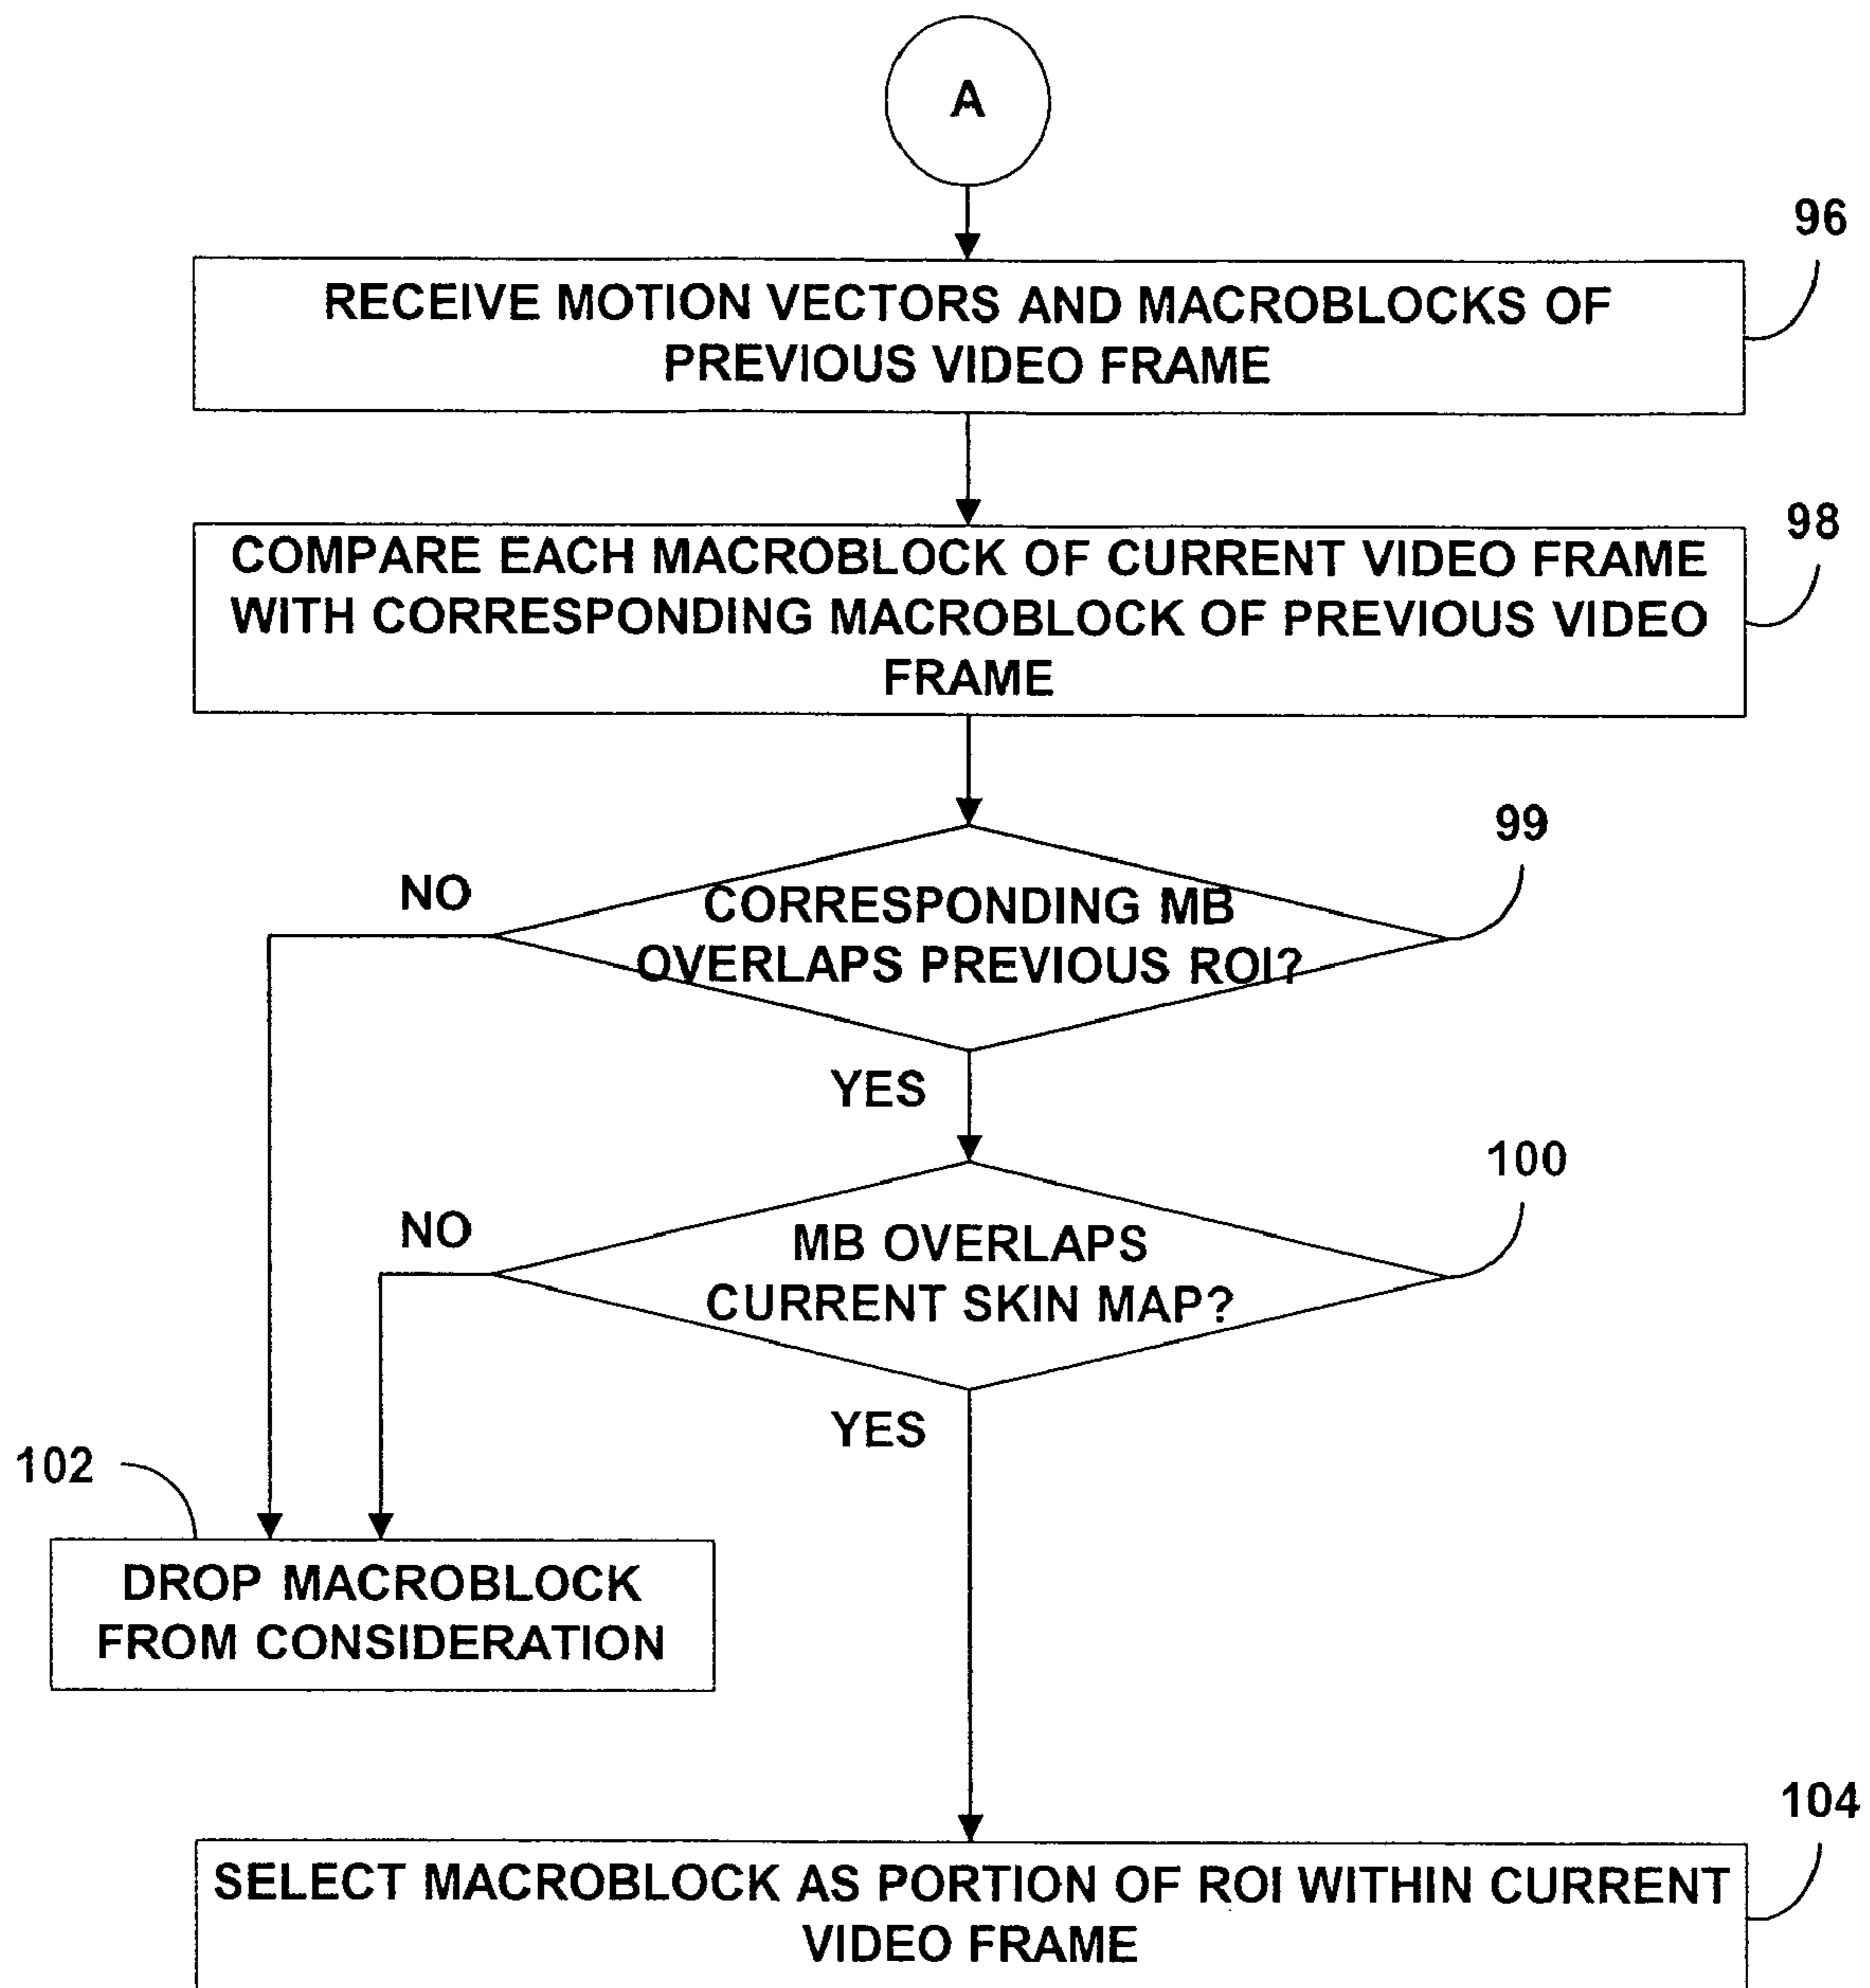 A
96
RECEIVE MOTION VECTORS AND MACROBLOCKS OF
PREVIOUS VIDEO FRAME
98
COMPARE EACH MACROBLOCK OF CURRENT VIDEO FRAME
WITH CORRESPONDING MACROBLOCK OF PREVIOUS VIDEO
FRAME
99
NO
CORRESPONDING MB
OVERLAPS PREVIOUS ROI?
YES
100
NO
MB OVERLAPS
CURRENT SKIN MAP?
YES
102
DROP MACROBLOCK
FROM CONSIDERATION
104
SELECT MACROBLOCK AS PORTION OF ROI WITHIN CURRENT
VIDEO FRAME